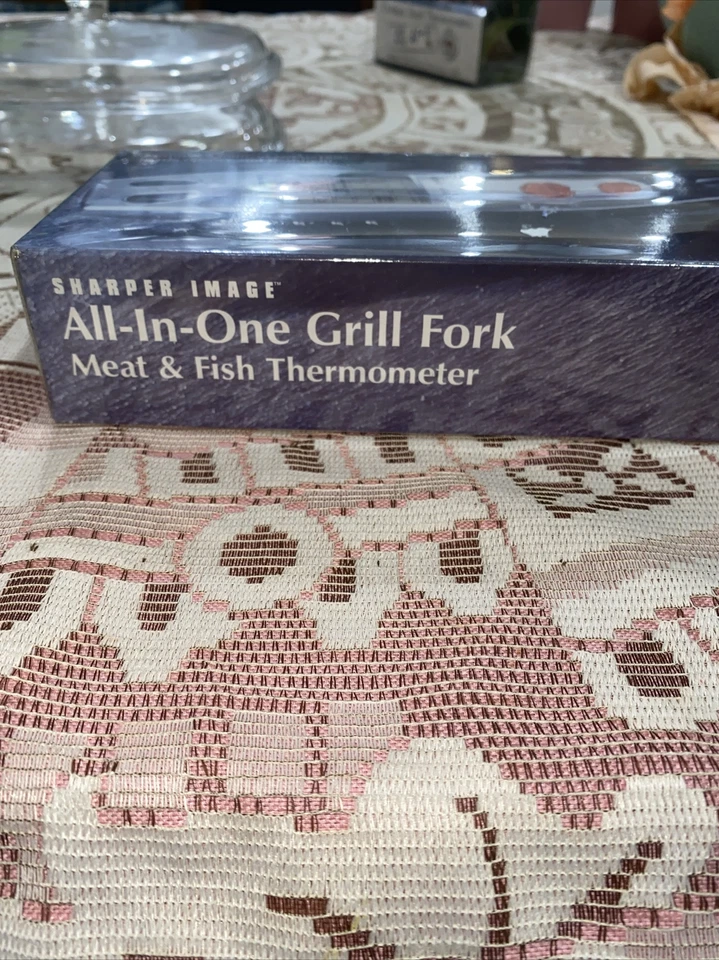 SHARPER IMAGE™
All-In-One Grill Fork
Meat & Fish Thermometer